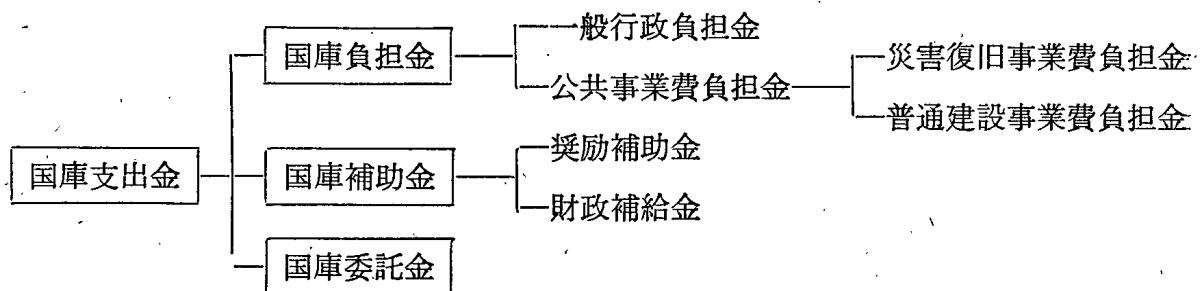 国庫支出金
国庫負担金
一般行政負担金
公共事業費負担金
災害復旧事業費負担金
普通建設事業費負担金
国庫補助金
奨励補助金
財政補給金
国庫委託金